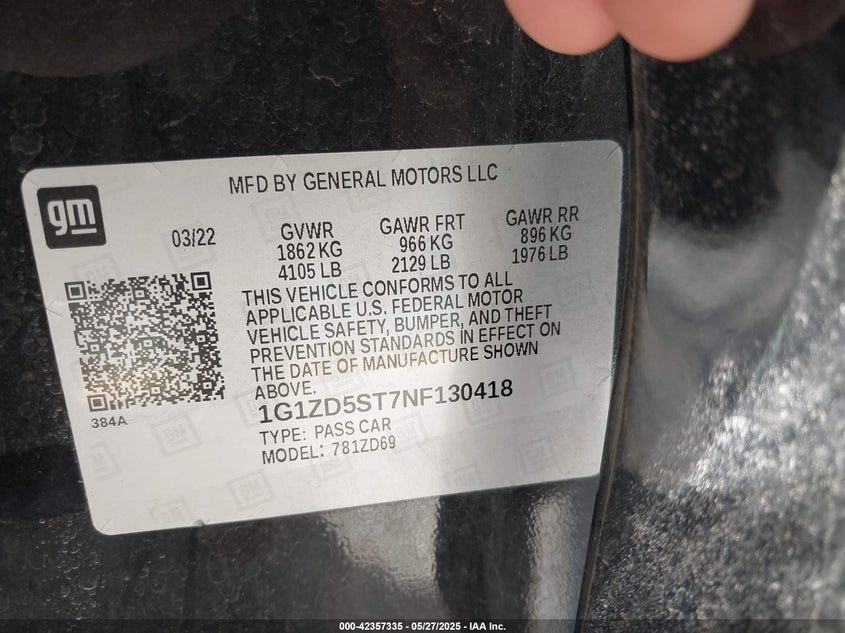 MFD BY GENERAL MOTORS LLC
gm
03/22
GVWR
1862 KG
4105 LB
GAWR FRT
966 KG
2129 LB
GAWR RR
896 KG
1976 LB
THIS VEHICLE CONFORMS TO ALL
APPLICABLE U.S. FEDERAL MOTOR
VEHICLE SAFETY, BUMPER, AND THEFT
PREVENTION STANDARDS IN EFFECT ON
THE DATE OF MANUFACTURE SHOWN
ABOVE.
384A
1G1ZD5ST7NF130418
TYPE: PASS CAR
MODEL: 781ZD69
000-42357335 — 05/27/2025 — IAA Inc.